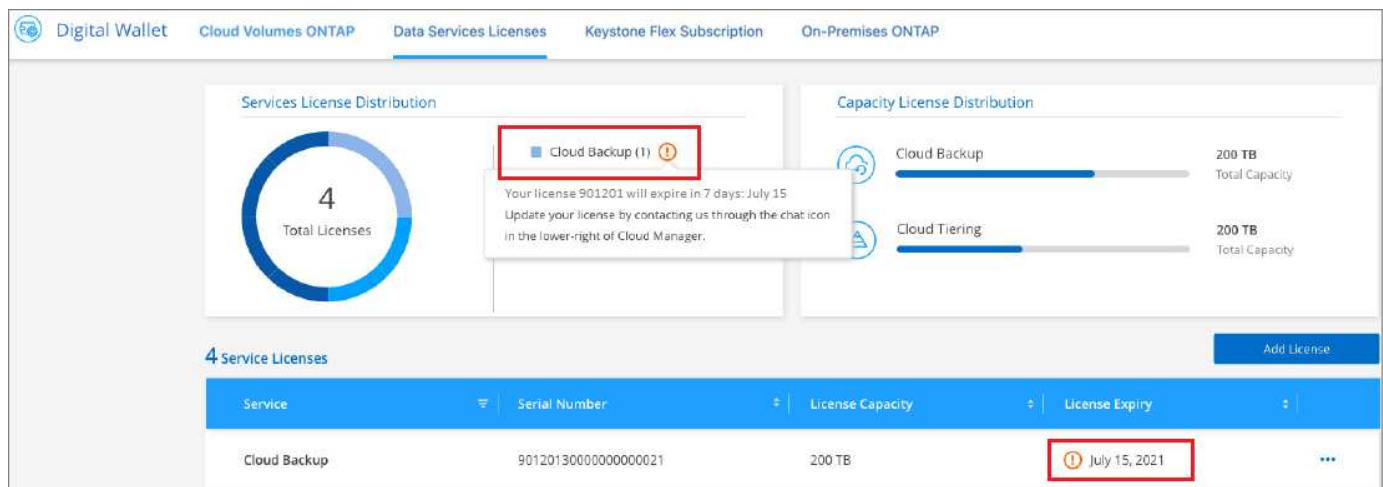 Digital Wallet
Cloud Volumes ONTAP
Data Services Licenses
Keystone Flex Subscription
On-Premises ONTAP
Services License Distribution
4
Total Licenses
Cloud Backup (1)
Your license 901201 will expire in 7 days: July 15
Update your license by contacting us through the chat icon
in the lower-right of Cloud Manager.
Capacity License Distribution
Cloud Backup
200 TB
Total Capacity
Cloud Tiering
200 TB
Total Capacity
4 Service Licenses
Add License
Service
Serial Number
License Capacity
License Expiry
Cloud Backup
90120130000000000021
200 TB
July 15, 2021